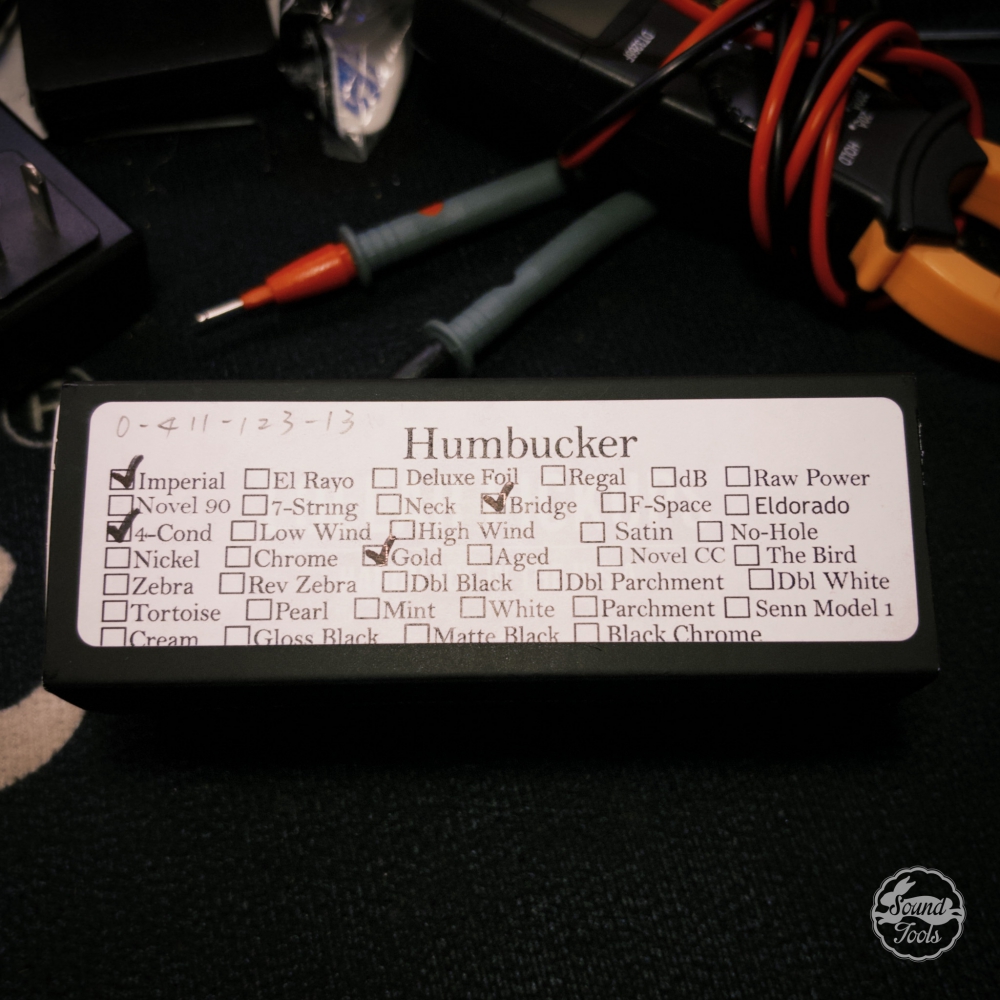 0-411-123-13
Humbucker
Imperial El Rayo Deluxe Foil Regal dB Raw Power
Novel 90 7-String Neck Bridge F-Space Eldorado
4-Cond Low Wind High Wind Satin No-Hole
Nickel Chrome Gold Aged Novel CC The Bird
Zebra Rev Zebra Dbl Black Dbl Parchment Dbl White
Tortoise Pearl Mint White Parchment Senn Model 1
Cream Gloss Black Matte Black Black Chrome
HOLD
Sound
Tools